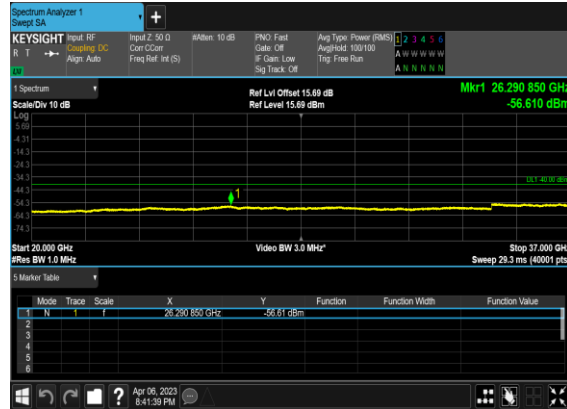 Spectrum Analyzer 1
Swept SA
+
KEYSIGHT
R T
Input: RF
Coupling: DC
Align: Auto
Input Z: 50 Ω
Corr CCorr
Freq Ref: Int (S)
#Atten: 10 dB
PNO: Fast
Gate: Off
IF Gain: Low
Sig Track: Off
Avg Type: Power (RMS)
Avg|Hold: 100/100
Trig: Free Run
1 2 3 4 5 6
A W W W W W
A N N N N N
1 Spectrum
Scale/Div 10 dB
Log
Ref Lvl Offset 15.69 dB
Ref Level 15.69 dBm
Mkr1 26.290 850 GHz
-56.610 dBm
5.69
-4.31
-14.3
-24.3
-34.3
-44.3
-54.3
-64.3
-74.3
DL1 -40.00 dBm
1
Start 20.000 GHz
#Res BW 1.0 MHz
Video BW 3.0 MHz*
Stop 37.000 GHz
Sweep 29.3 ms (40001 pts)
5 Marker Table
Mode Trace Scale X Y Function Function Width Function Value
1 N 1 f 26.290 850 GHz -56.61 dBm
2
3
4
5
6
?
Apr 06, 2023
8:41:39 PM